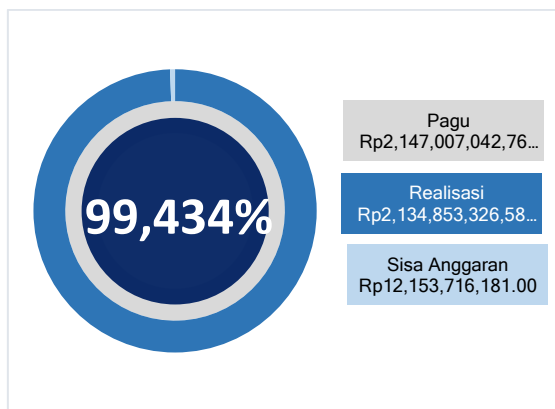 99,434%
Pagu
Rp2,147,007,042,76...
Realisasi
Rp2,134,853,326,58...
Sisa Anggaran
Rp12,153,716,181.00